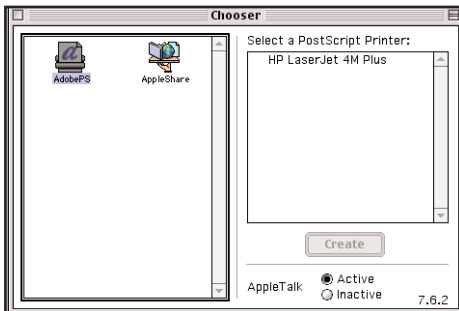 Chooser
AdobePS
AppleShare
Select a PostScript Printer:
HP LaserJet 4M Plus
Create
AppleTalk
Active
Inactive
7.6.2